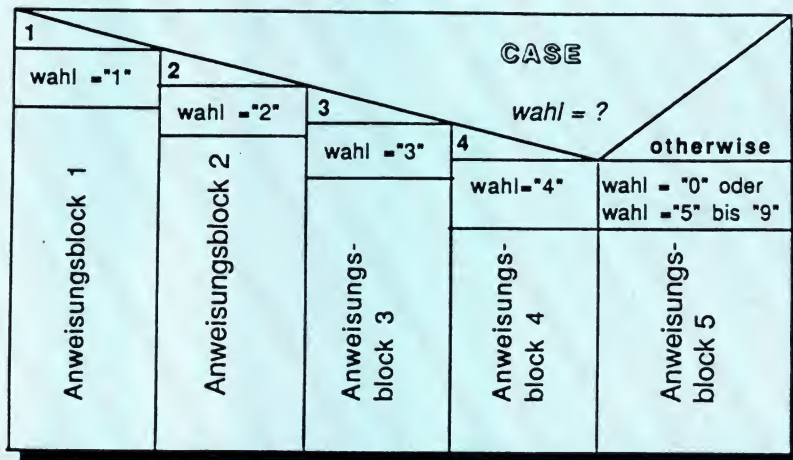 1
CASE
wahl ="1"
2
wahl ="2"
3
wahl = ?
wahl ="3"
4
otherwise
wahl="4"
wahl = "0" oder
wahl ="5" bis "9"
Anweisungsblock 1
Anweisungsblock 2
Anweisungs-
block 3
Anweisungs-
block 4
Anweisungs-
block 5